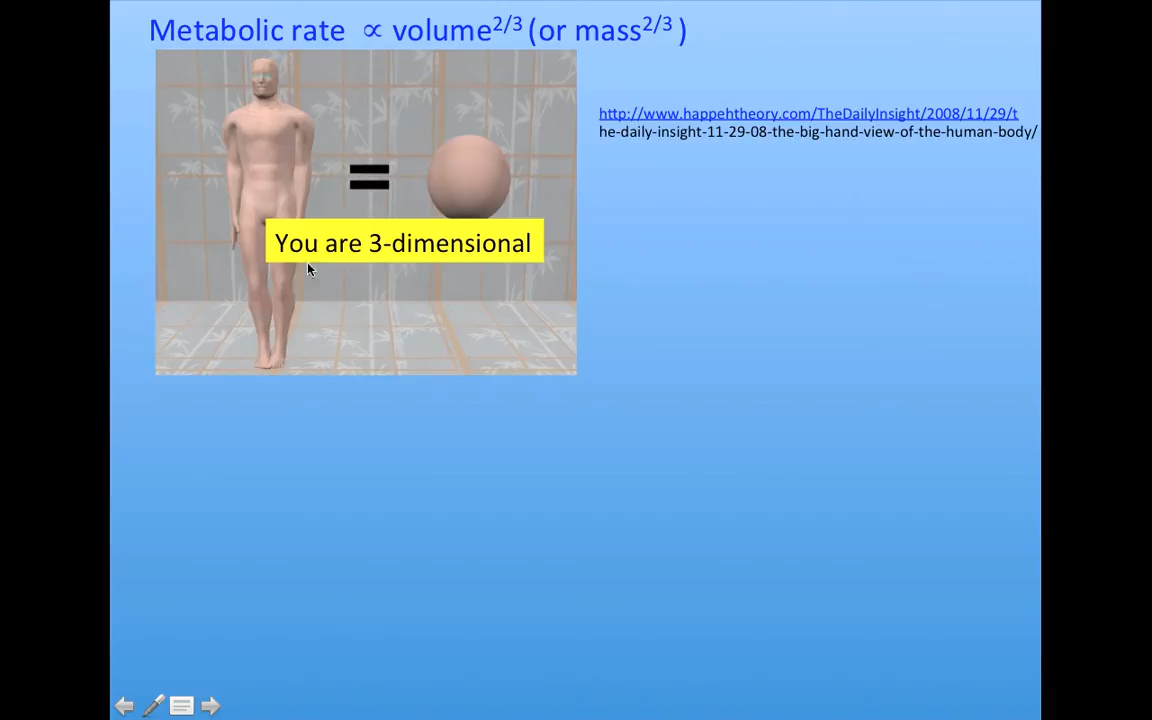 Metabolic rate ∝ volume2/3 (or mass2/3 )
http://www.happehtheory.com/TheDailyInsight/2008/11/29/t
he-daily-insight-11-29-08-the-big-hand-view-of-the-human-body/
=
You are 3-dimensional